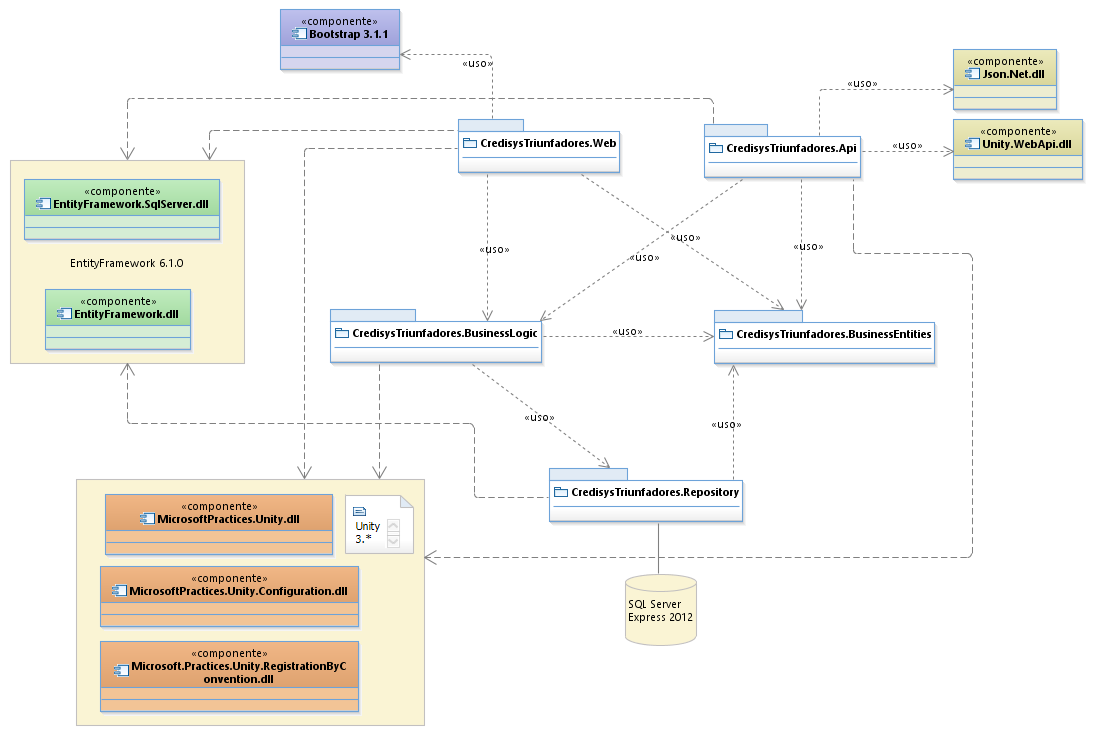 «componente»
Bootstrap 3.1.1
«uso»
«componente»
Json.Net.dll
«uso»
«componente»
Unity.WebApi.dll
«uso»
CredisysTriunfadores.Web
CredisysTriunfadores.Api
«componente»
EntityFramework.SqlServer.dll
EntityFramework 6.1.0
«componente»
EntityFramework.dll
«uso»
«uso»
«uso»
«uso»
CredisysTriunfadores.BusinessLogic
«uso»
CredisysTriunfadores.BusinessEntities
«uso»
«uso»
CredisysTriunfadores.Repository
«componente»
MicrosoftPractices.Unity.dll
Unity
3.*
«componente»
MicrosoftPractices.Unity.Configuration.dll
«componente»
Microsoft.Practices.Unity.RegistrationByC
onvention.dll
SQL Server
Express 2012